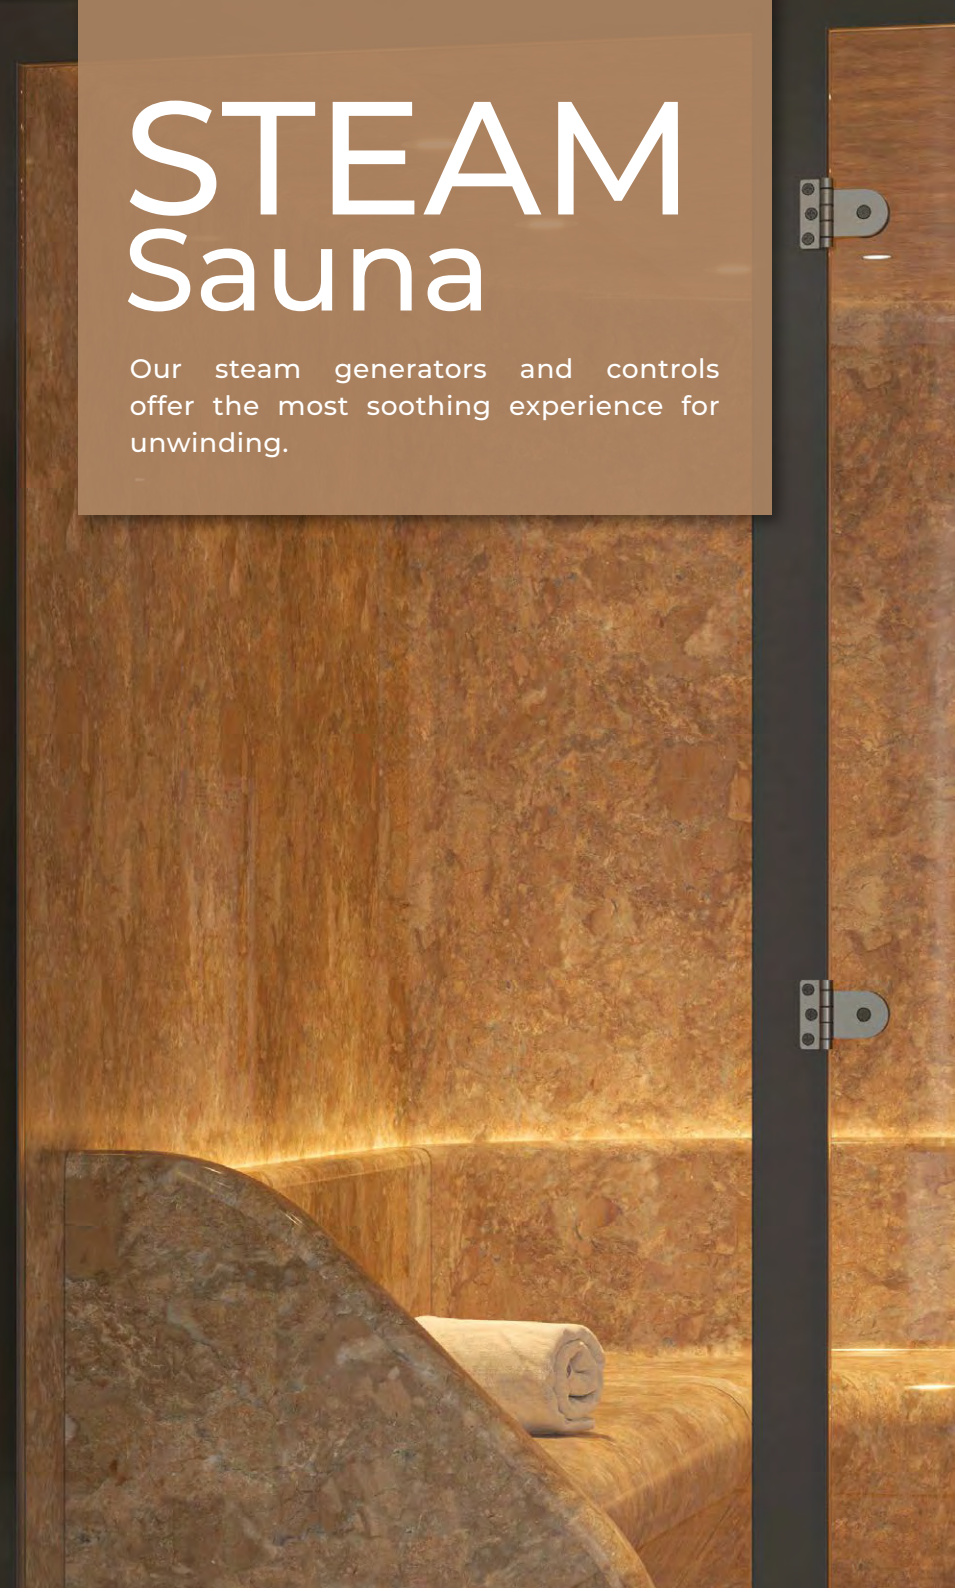 STEAM
Sauna
Our steam generators and controls
offer the most soothing experience for
unwinding.